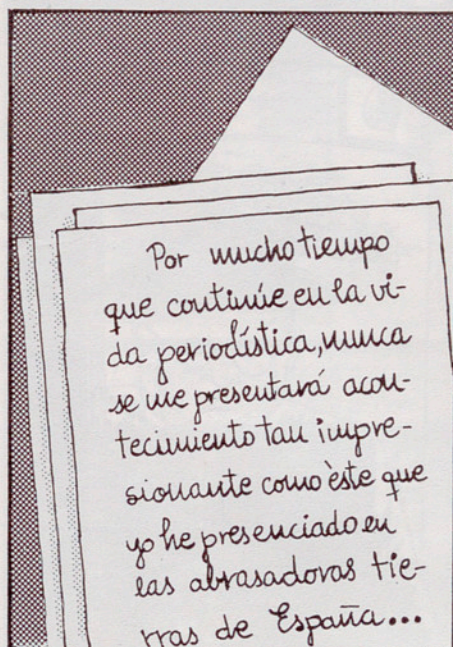 Por mucho tiempo
que continúe en la vi-
da periodística, nunca
se me presentará acon-
tecimiento tan impre-
sionante como èste que
yo he presenciado en
las abrasadoras tie-
rras de España...